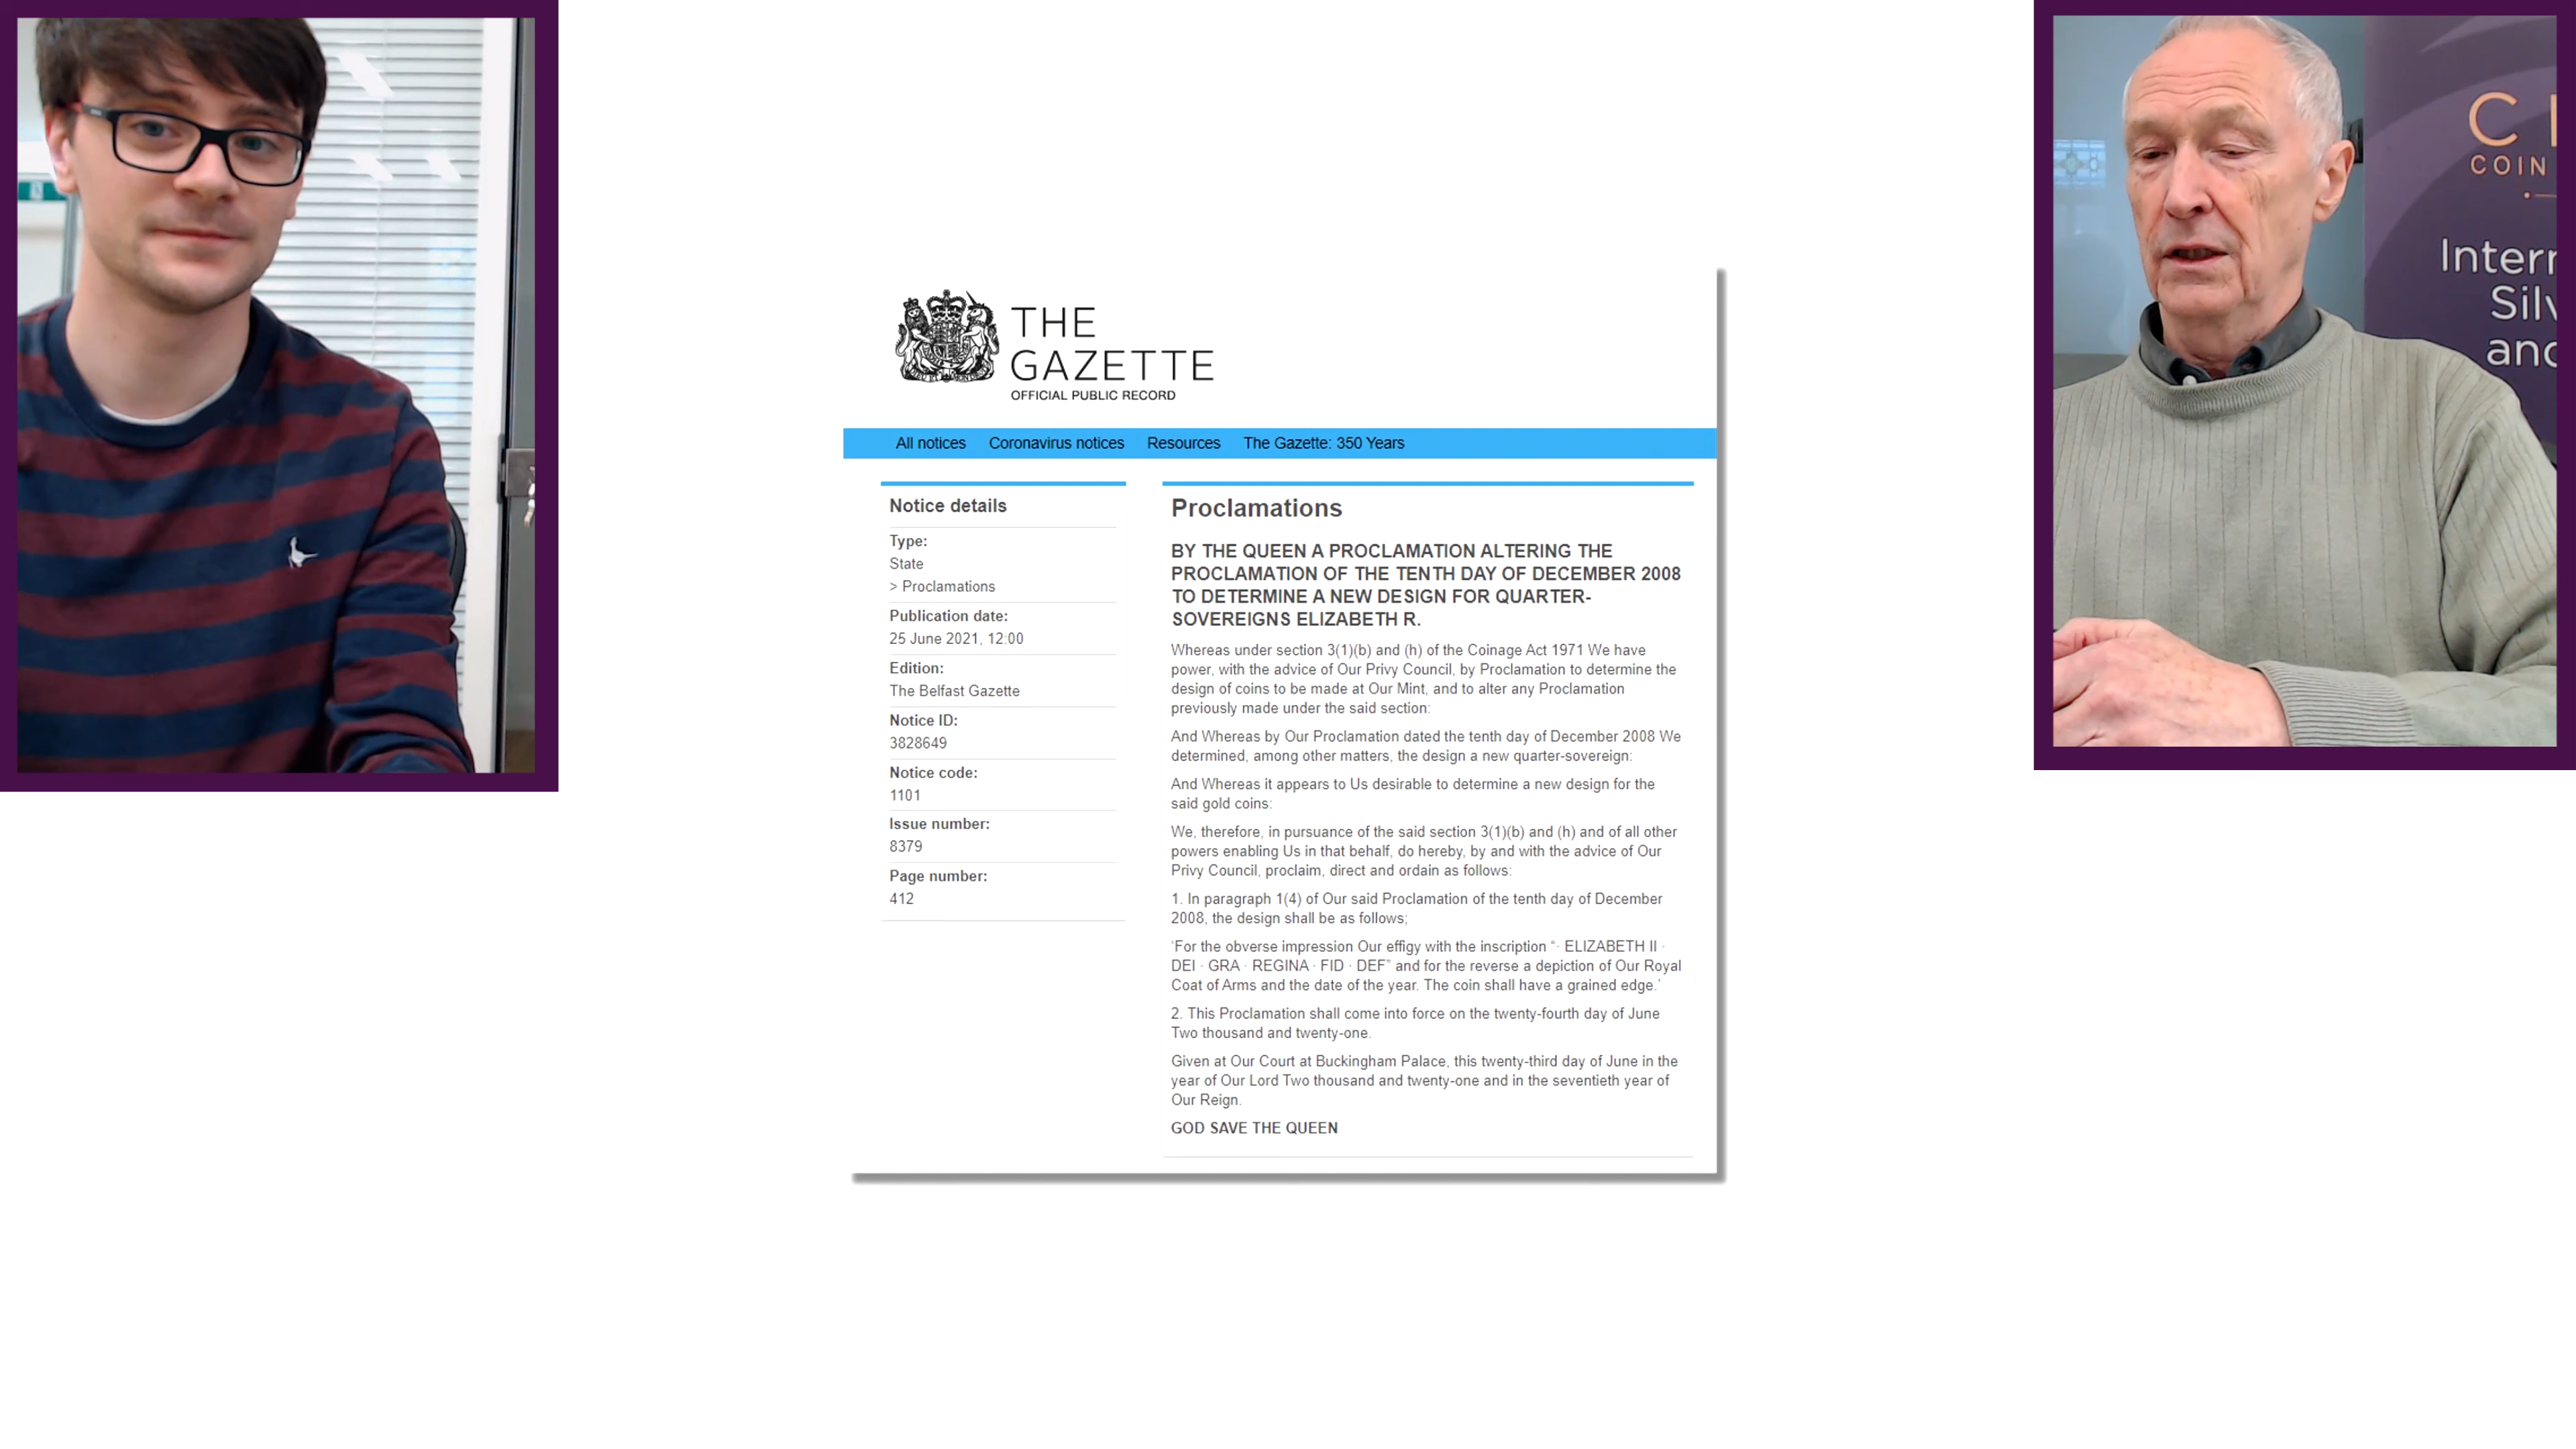 C
COIN
Intern
Silv
and
THE
GAZETTE
OFFICIAL PUBLIC RECORD
All notices Coronavirus notices Resources The Gazette: 350 Years
Notice details
Type:
State
> Proclamations
Publication date:
25 June 2021, 12:00
Edition:
The Belfast Gazette
Notice ID:
3828649
Notice code:
1101
Issue number:
8379
Page number:
412
Proclamations
BY THE QUEEN A PROCLAMATION ALTERING THE
PROCLAMATION OF THE TENTH DAY OF DECEMBER 2008
TO DETERMINE A NEW DESIGN FOR QUARTER-
SOVEREIGNS ELIZABETH R.
Whereas under section 3(1)(b) and (h) of the Coinage Act 1971 We have
power, with the advice of Our Privy Council, by Proclamation to determine the
design of coins to be made at Our Mint, and to alter any Proclamation
previously made under the said section:
And Whereas by Our Proclamation dated the tenth day of December 2008 We
determined, among other matters, the design a new quarter-sovereign:
And Whereas it appears to Us desirable to determine a new design for the
said gold coins:
We, therefore, in pursuance of the said section 3(1)(b) and (h) and of all other
powers enabling Us in that behalf, do hereby, by and with the advice of Our
Privy Council, proclaim, direct and ordain as follows:
1. In paragraph 1(4) of Our said Proclamation of the tenth day of December
2008, the design shall be as follows;
‘For the obverse impression Our effigy with the inscription “· ELIZABETH II ·
DEI · GRA · REGINA · FID · DEF” and for the reverse a depiction of Our Royal
Coat of Arms and the date of the year. The coin shall have a grained edge.’
2. This Proclamation shall come into force on the twenty-fourth day of June
Two thousand and twenty-one.
Given at Our Court at Buckingham Palace, this twenty-third day of June in the
year of Our Lord Two thousand and twenty-one and in the seventieth year of
Our Reign.
GOD SAVE THE QUEEN